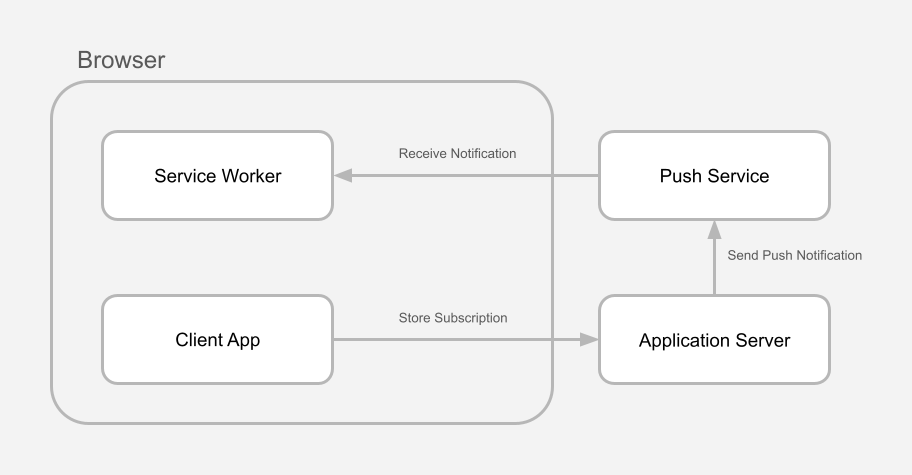 Browser
Receive Notification
Service Worker
Push Service
Send Push Notification
Store Subscription
Client App
Application Server